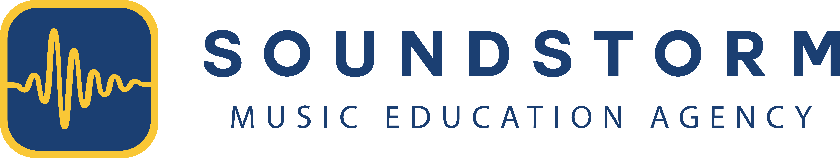 SOUNDSTORM
MUSIC EDUCATION AGENCY